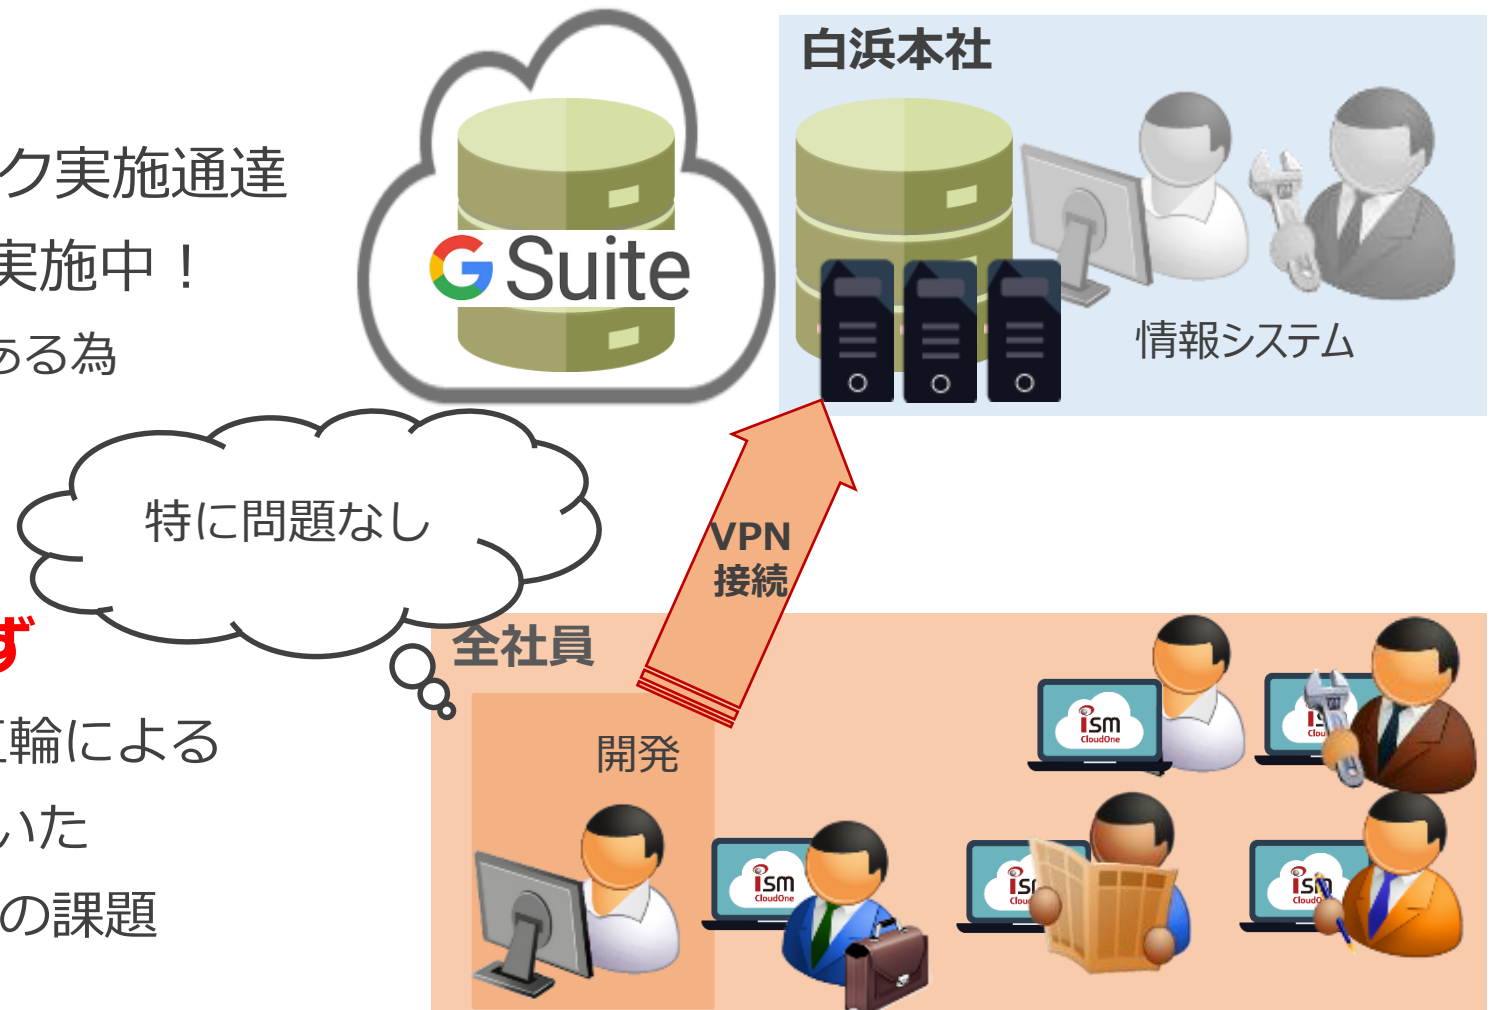 白浜本社
ク実施通達
実施中！
ある為
G Suite
情報システム
特に問題なし
VPN
接続
ず
全社員
輪による
いた
の課題
開発
ism
CloudOne
ism
CloudOne
ism
CloudOne